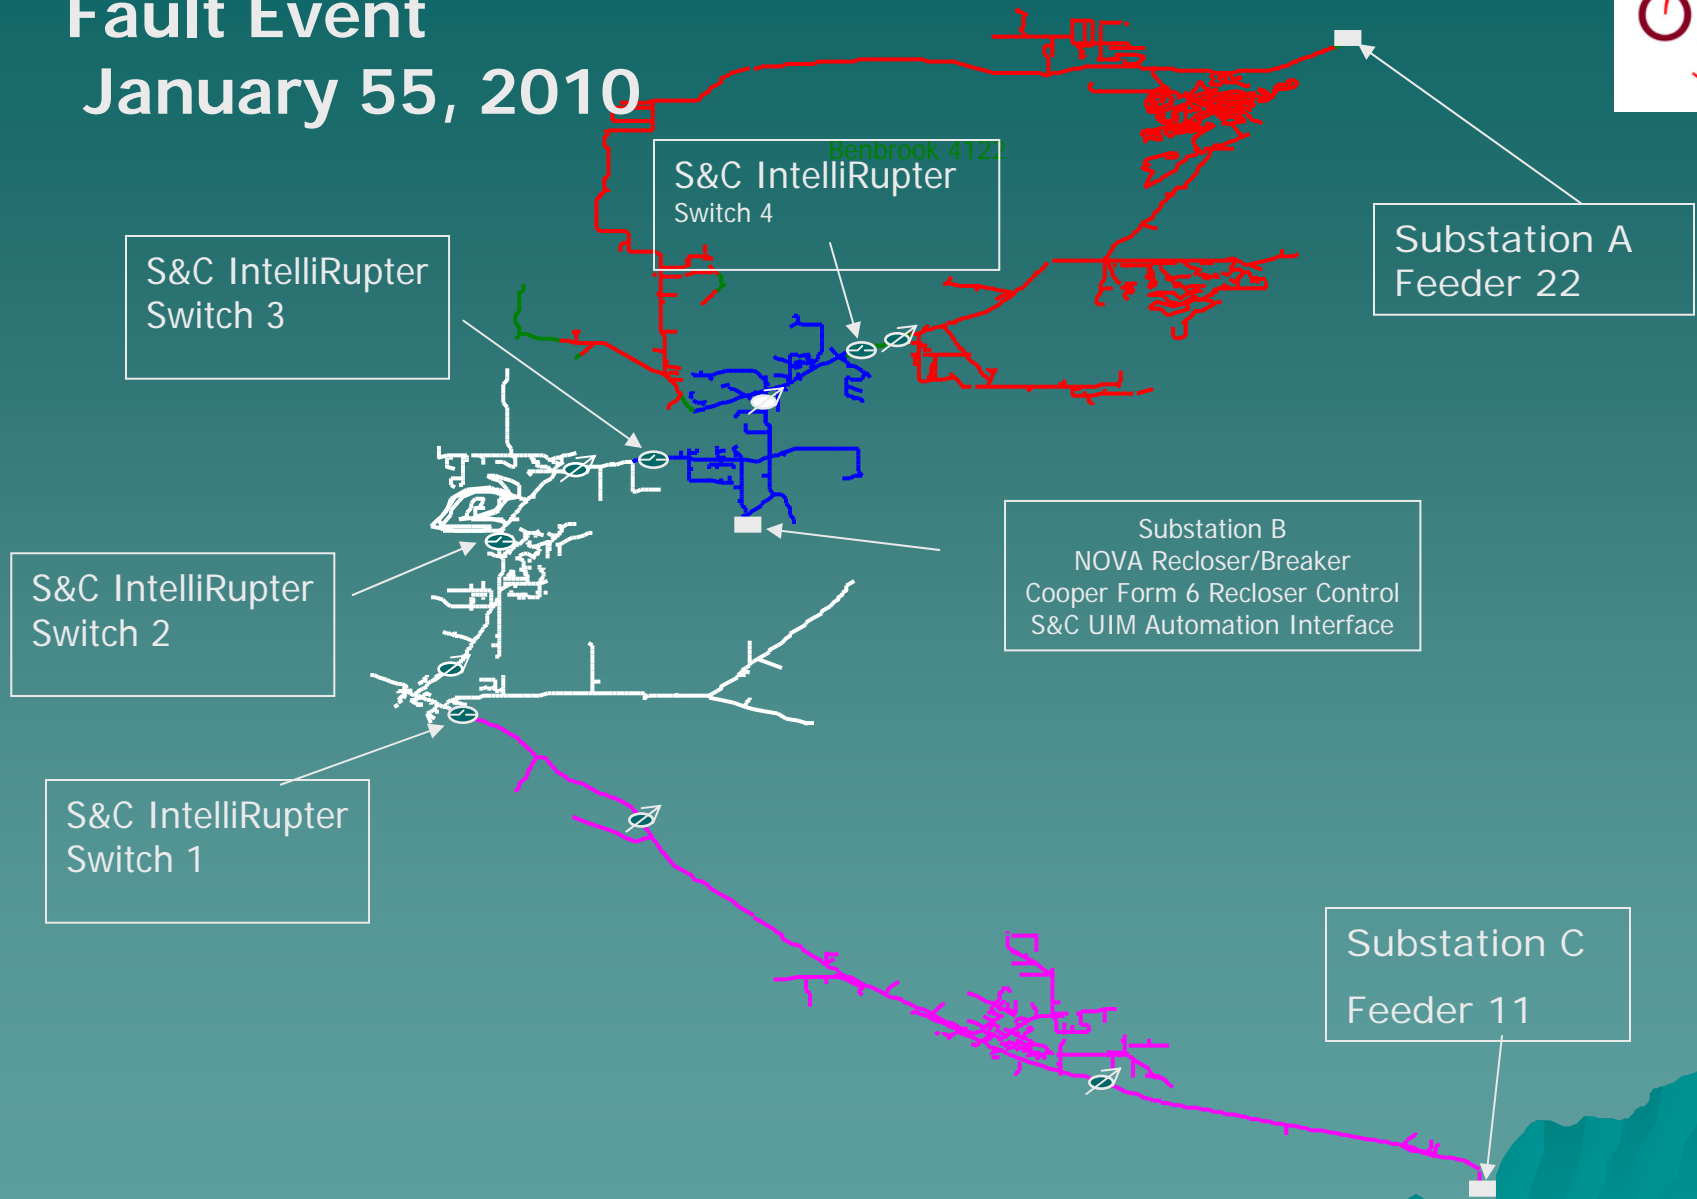 Fault Event
January 55, 2010
Benbrook 4122
S&C IntelliRupter
Switch 4
S&C IntelliRupter
Switch 3
Substation A
Feeder 22
S&C IntelliRupter
Switch 2
Substation B
NOVA Recloser/Breaker
Cooper Form 6 Recloser Control
S&C UIM Automation Interface
S&C IntelliRupter
Switch 1
Substation C
Feeder 11